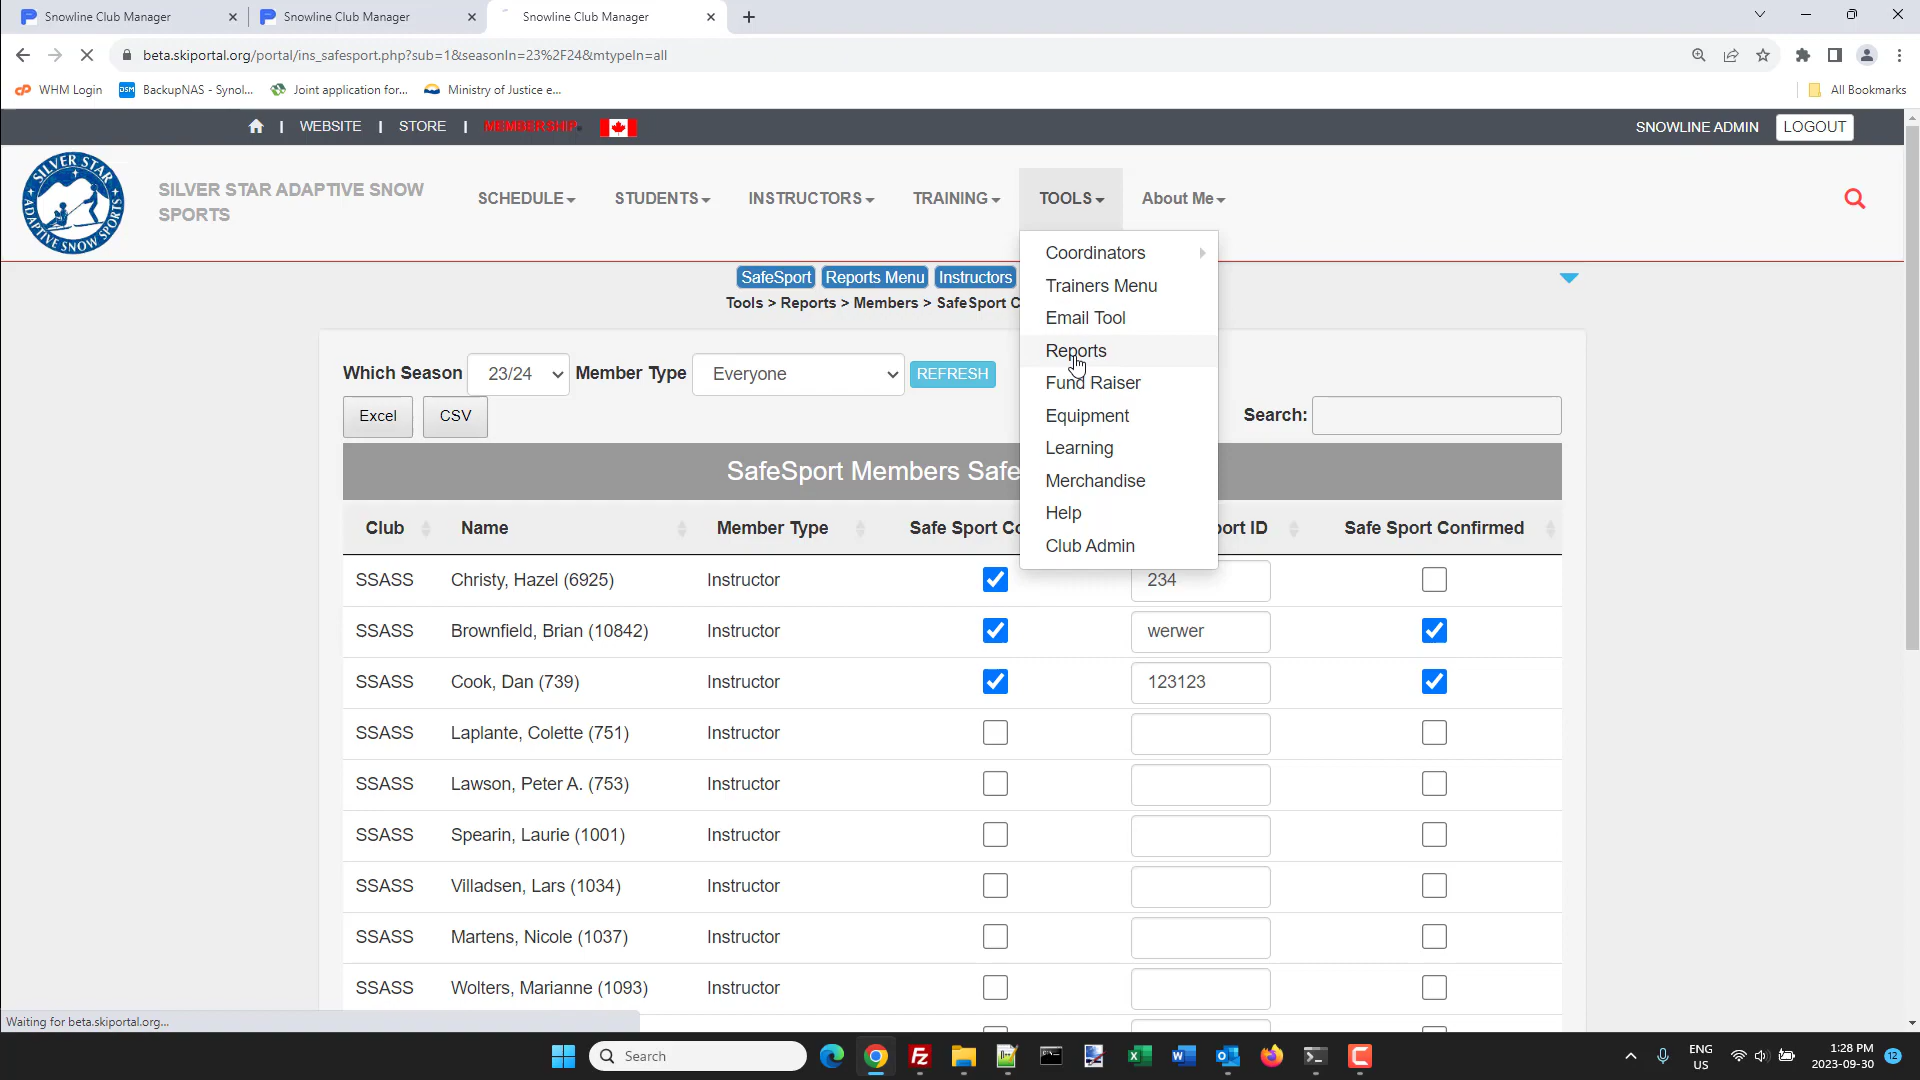 Snowline Club Manager
Snowline Club Manager
Snowline Club Manager
beta.skiportal.org/portal/ins_safesport.php?sub=1&seasonIn=23%2F24&mtypeIn=all
WHM Login
DSM
BackupNAS - Synol...
Joint application for...
Ministry of Justice e...
All Bookmarks
WEBSITE | STORE | MEMBERSHIP
SNOWLINE ADMIN
LOGOUT
SILVER STAR
ADAPTIVE SNOW SPORTS
SILVER STAR ADAPTIVE SNOW
SPORTS
SCHEDULE
STUDENTS
INSTRUCTORS
TRAINING
TOOLS
About Me
Coordinators
Trainers Menu
Email Tool
Reports
Fund Raiser
Equipment
Learning
Merchandise
Help
Club Admin
SafeSport
Reports Menu
Instructors
Tools > Reports > Members > SafeSport C
Which Season 23/24 Member Type Everyone REFRESH
Excel CSV
Search:
SafeSport Members Safe
Club Name Member Type Safe Sport Co port ID Safe Sport Confirmed
SSASS Christy, Hazel (6925) Instructor 234
SSASS Brownfield, Brian (10842) Instructor werwer
SSASS Cook, Dan (739) Instructor 123123
SSASS Laplante, Colette (751) Instructor
SSASS Lawson, Peter A. (753) Instructor
SSASS Spearin, Laurie (1001) Instructor
SSASS Villadsen, Lars (1034) Instructor
SSASS Martens, Nicole (1037) Instructor
SSASS Wolters, Marianne (1093) Instructor
Waiting for beta.skiportal.org...
Search
ENG
US
1:28 PM
2023-09-30
12